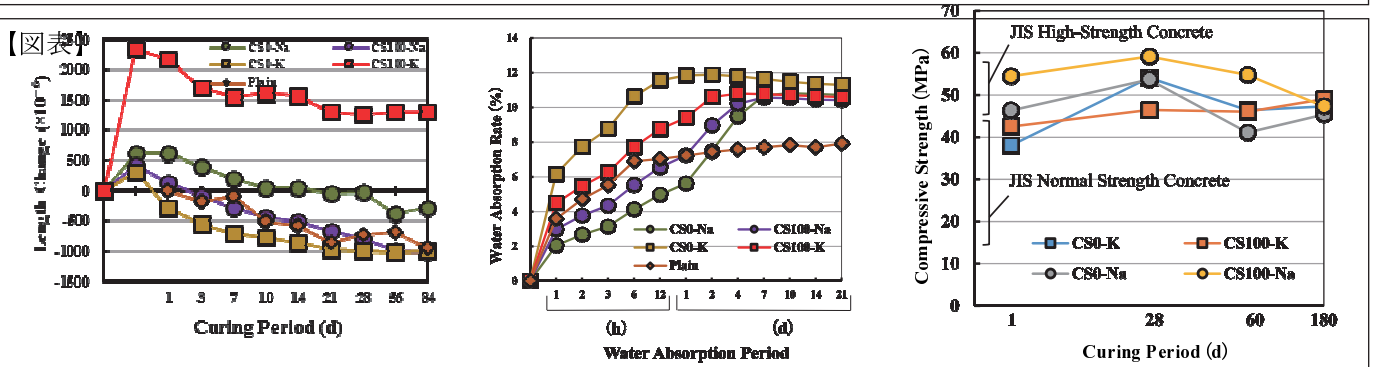 【図表】
2500
2000
1500
1000
500
0
-500
-1000
-1500
Length Change (×10⁻⁶)
CS0-Na
CS100-Na
CS0-K
CS100-K
Plain
1 3 7 10 14 21 28 56 84
Curing Period (d)
14
12
10
8
6
4
2
0
Water Absorption Rate (%)
CS0-Na
CS100-Na
CS0-K
CS100-K
Plain
1 2 3 6 12 1 2 4 7 10 14 21
(h) (d)
Water Absorption Period
70
60
50
40
30
20
10
0
Compressive Strength (MPa)
JIS High-Strength Concrete
JIS Normal Strength Concrete
CS0-K
CS100-K
CS0-Na
CS100-Na
1 28 60 180
Curing Period (d)